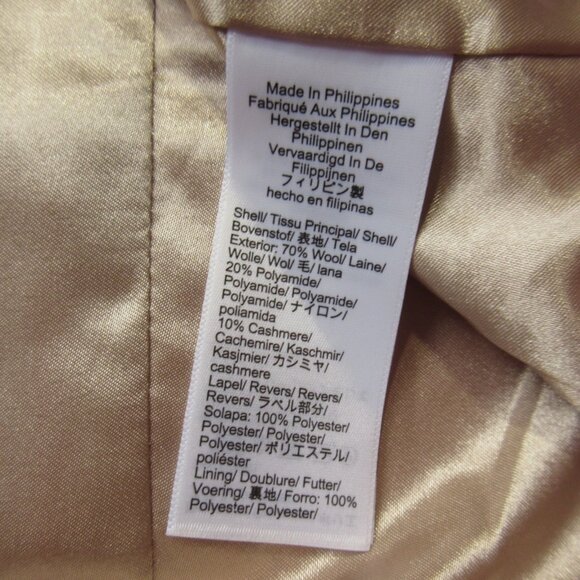 Made In Philippines
Fabriqué Aux Philippines
Hergestellt In Den
Philippinen
Vervaardigd In De
Filippijnen
フィリピン製
hecho en filipinas
Shell/ Tissu Principal/ Shell/
Bovenstof/ 表地/ Tela
Exterior: 70% Wool/ Laine/
Wolle/ Wol/ 毛/ lana
20% Polyamide/
Polyamide/ Polyamide/
Polyamide/ ナイロン/
poliamida
10% Cashmere/
Cachemire/ Kaschmir/
Kasjmier/ カシミヤ/
cashmere
Lapel/ Revers/ Revers/
Revers/ ラペル部分/
Solapa: 100% Polyester/
Polyester/ Polyester/
Polyester/ ポリエステル/
poliéster
Lining/ Doublure/ Futter/
Voering/ 裏地/ Forro: 100%
Polyester/ Polyester/